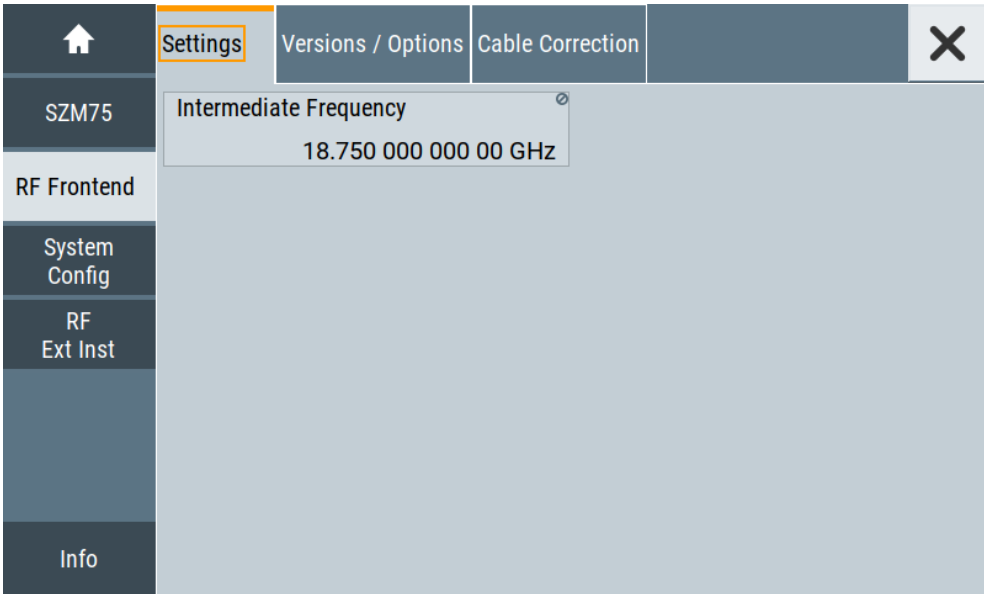 Settings
Versions / Options
Cable Correction
SZM75
RF Frontend
System
Config
RF
Ext Inst
Info
Intermediate Frequency
18.750 000 000 00 GHz